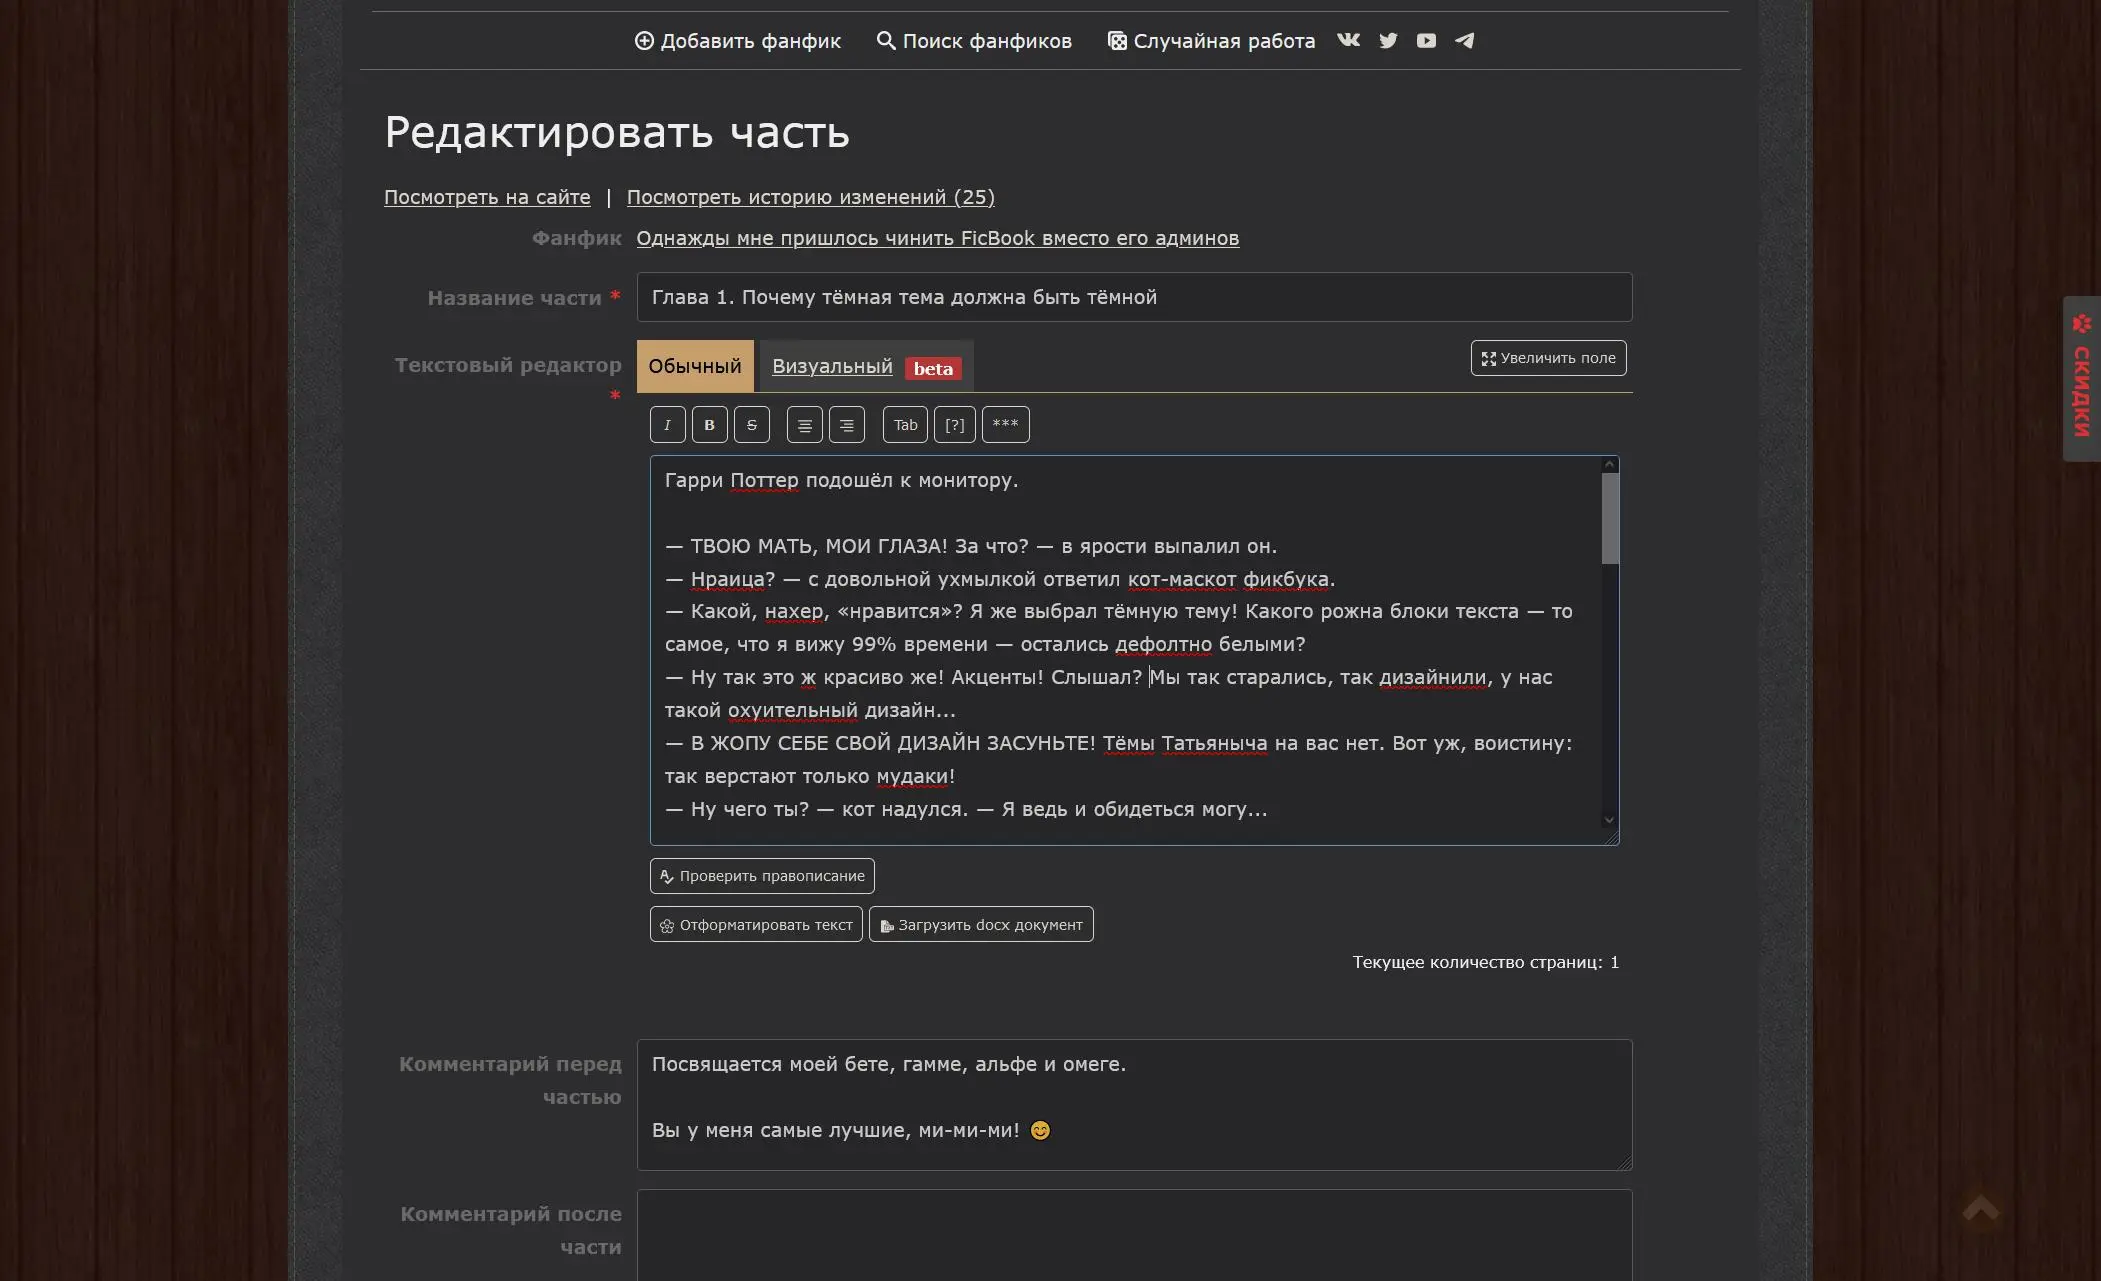 Добавить фанфик Поиск фанфиков Случайная работа
Редактировать часть
Посмотреть на сайте | Посмотреть историю изменений (25)
Фанфик Однажды мне пришлось чинить FicBook вместо его админов
Название части * Глава 1. Почему тёмная тема должна быть тёмной
Текстовый редактор
*
Обычный Визуальный beta Увеличить поле
I B S Tab [?] ***
Гарри Поттер подошёл к монитору.
— ТВОЮ МАТЬ, МОИ ГЛАЗА! За что? — в ярости выпалил он.
— Нраица? — с довольной ухмылкой ответил кот-маскот фикбука.
— Какой, нахер, «нравится»? Я же выбрал тёмную тему! Какого рожна блоки текста — то
самое, что я вижу 99% времени — остались дефолтно белыми?
— Ну так это ж красиво же! Акценты! Слышал? Мы так старались, так дизайнили, у нас
такой охуительный дизайн...
— В ЖОПУ СЕБЕ СВОЙ ДИЗАЙН ЗАСУНЬТЕ! Тёмы Татьяныча на вас нет. Вот уж, воистину:
так верстают только мудаки!
— Ну чего ты? — кот надулся. — Я ведь и обидеться могу...
Проверить правописание
Отформатировать текст Загрузить docx документ
Текущее количество страниц: 1
Комментарий перед
частью
Посвящается моей бете, гамме, альфе и омеге.
Вы у меня самые лучшие, ми-ми-ми! 😊
Комментарий после
части
СКИДКИ